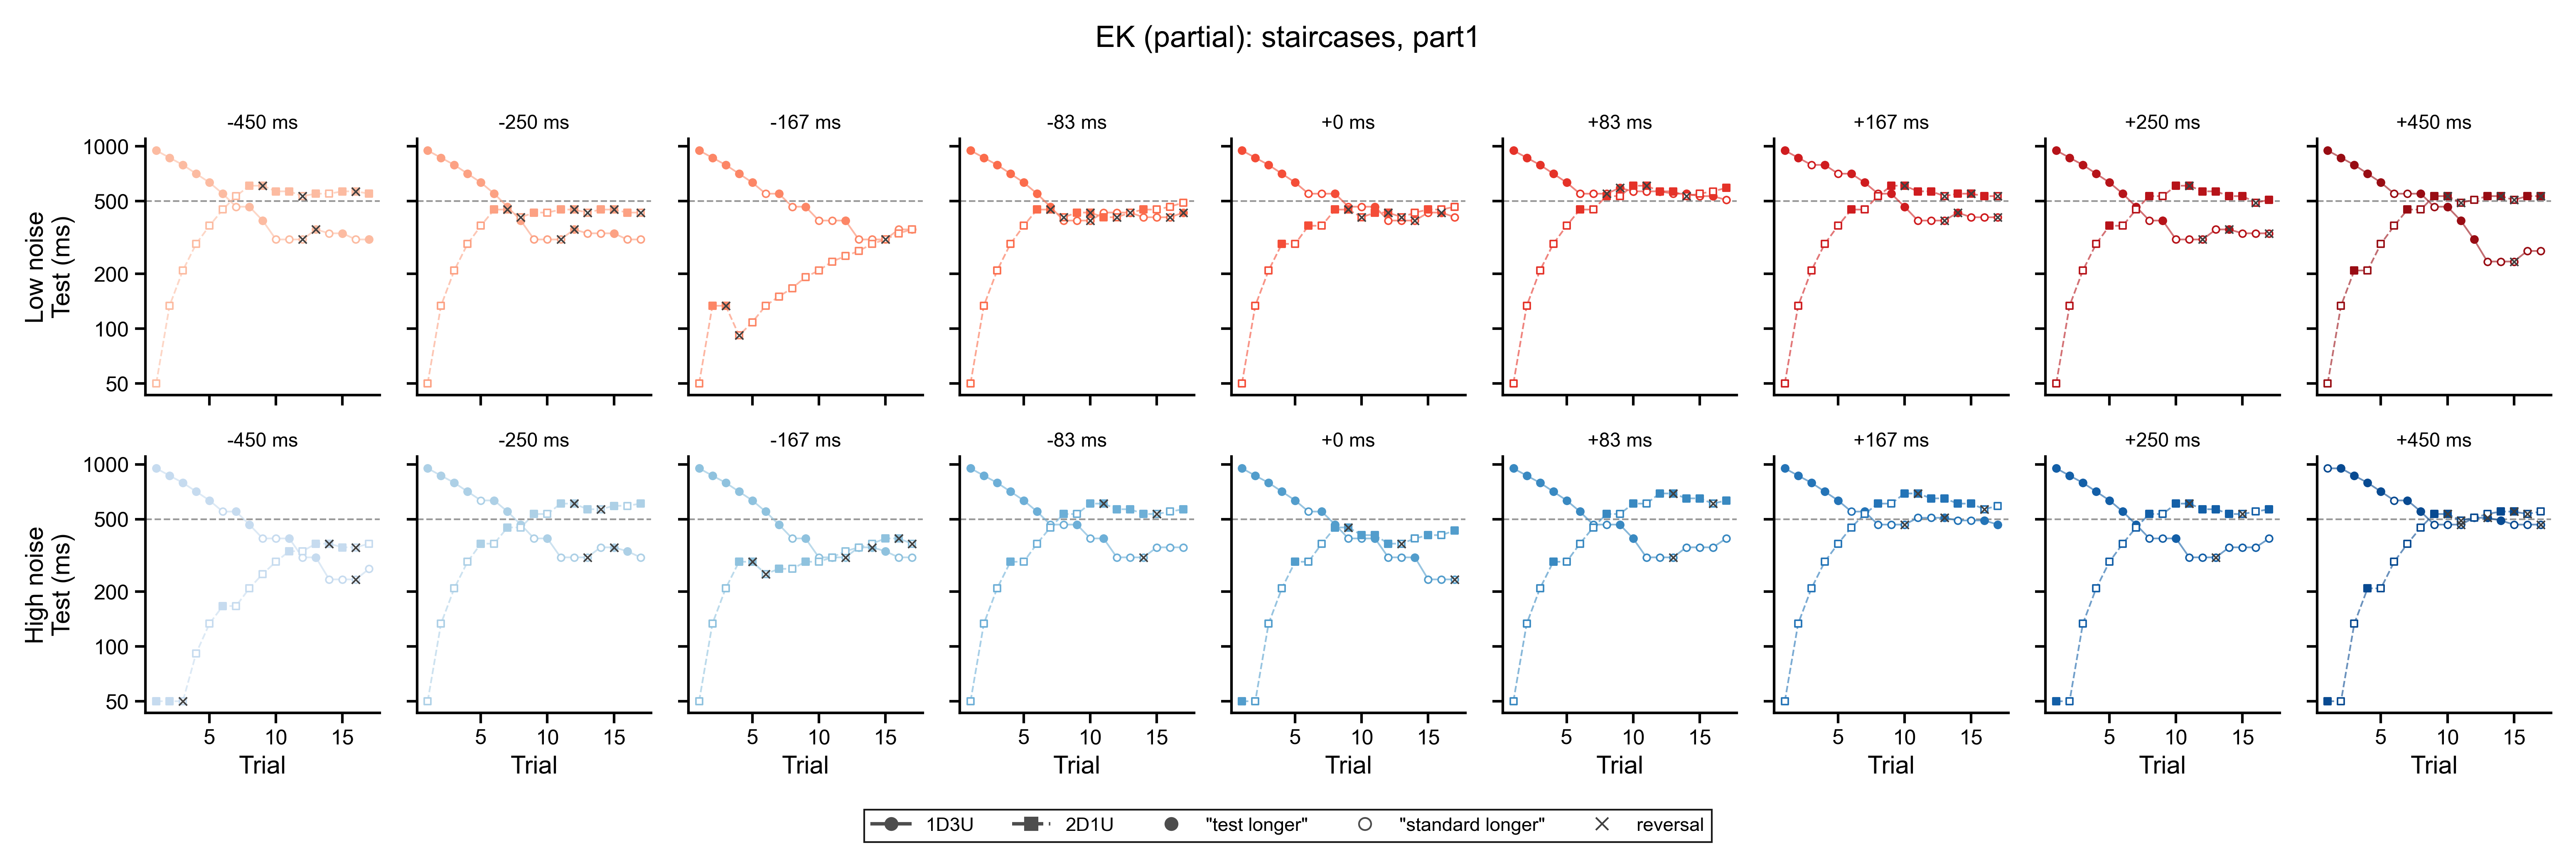 EK (partial): staircases, part1
-450 ms
-250 ms
-167 ms
-83 ms
+0 ms
+83 ms
+167 ms
+250 ms
+450 ms
Low noise
Test (ms)
1000
500
200
100
50
-450 ms
-250 ms
-167 ms
-83 ms
+0 ms
+83 ms
+167 ms
+250 ms
+450 ms
High noise
Test (ms)
1000
500
200
100
50
5 10 15
5 10 15
5 10 15
5 10 15
5 10 15
5 10 15
5 10 15
5 10 15
5 10 15
Trial
Trial
Trial
Trial
Trial
Trial
Trial
Trial
Trial
1D3U
2D1U
"test longer"
"standard longer"
reversal